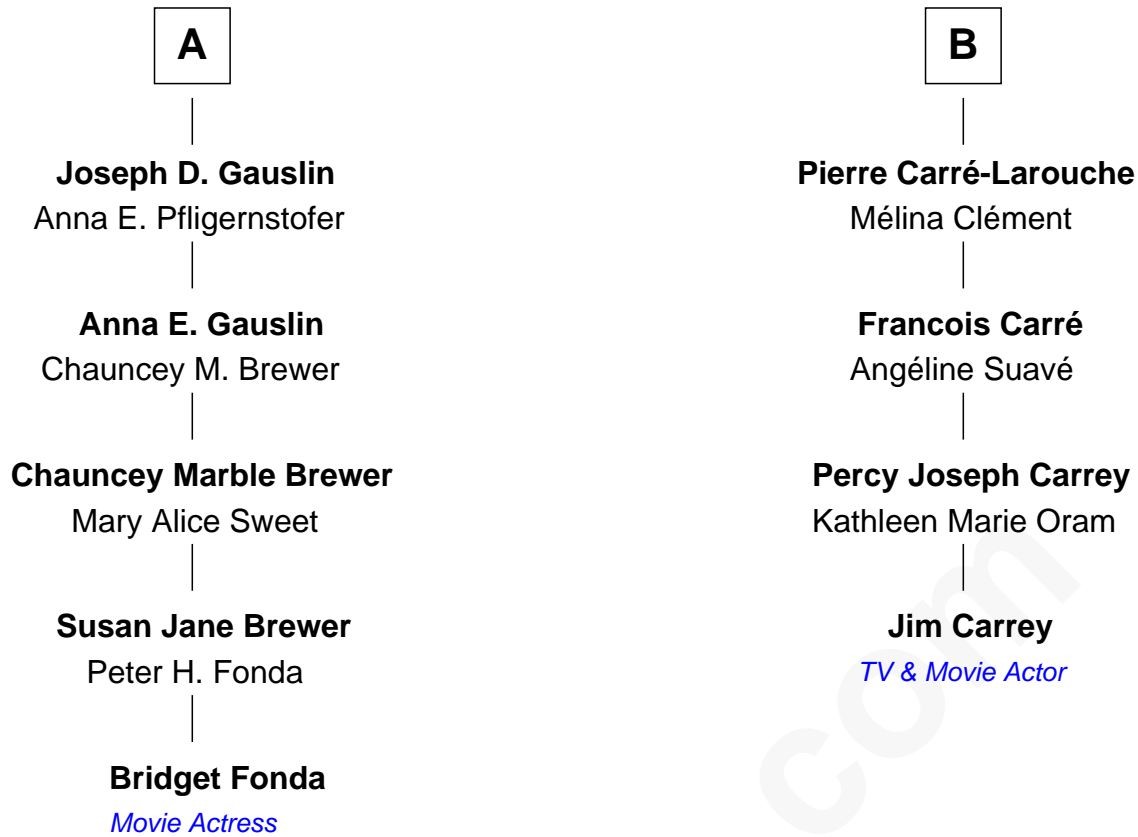 A
Joseph D. Gauslin
Anna E. Pfligernstofer
Anna E. Gauslin
Chauncey M. Brewer
Chauncey Marble Brewer
Mary Alice Sweet
Susan Jane Brewer
Peter H. Fonda
Bridget Fonda
Movie Actress
B
Pierre Carré-Larouche
Mélina Clément
Francois Carré
Angéline Suavé
Percy Joseph Carrey
Kathleen Marie Oram
Jim Carrey
TV & Movie Actor
com